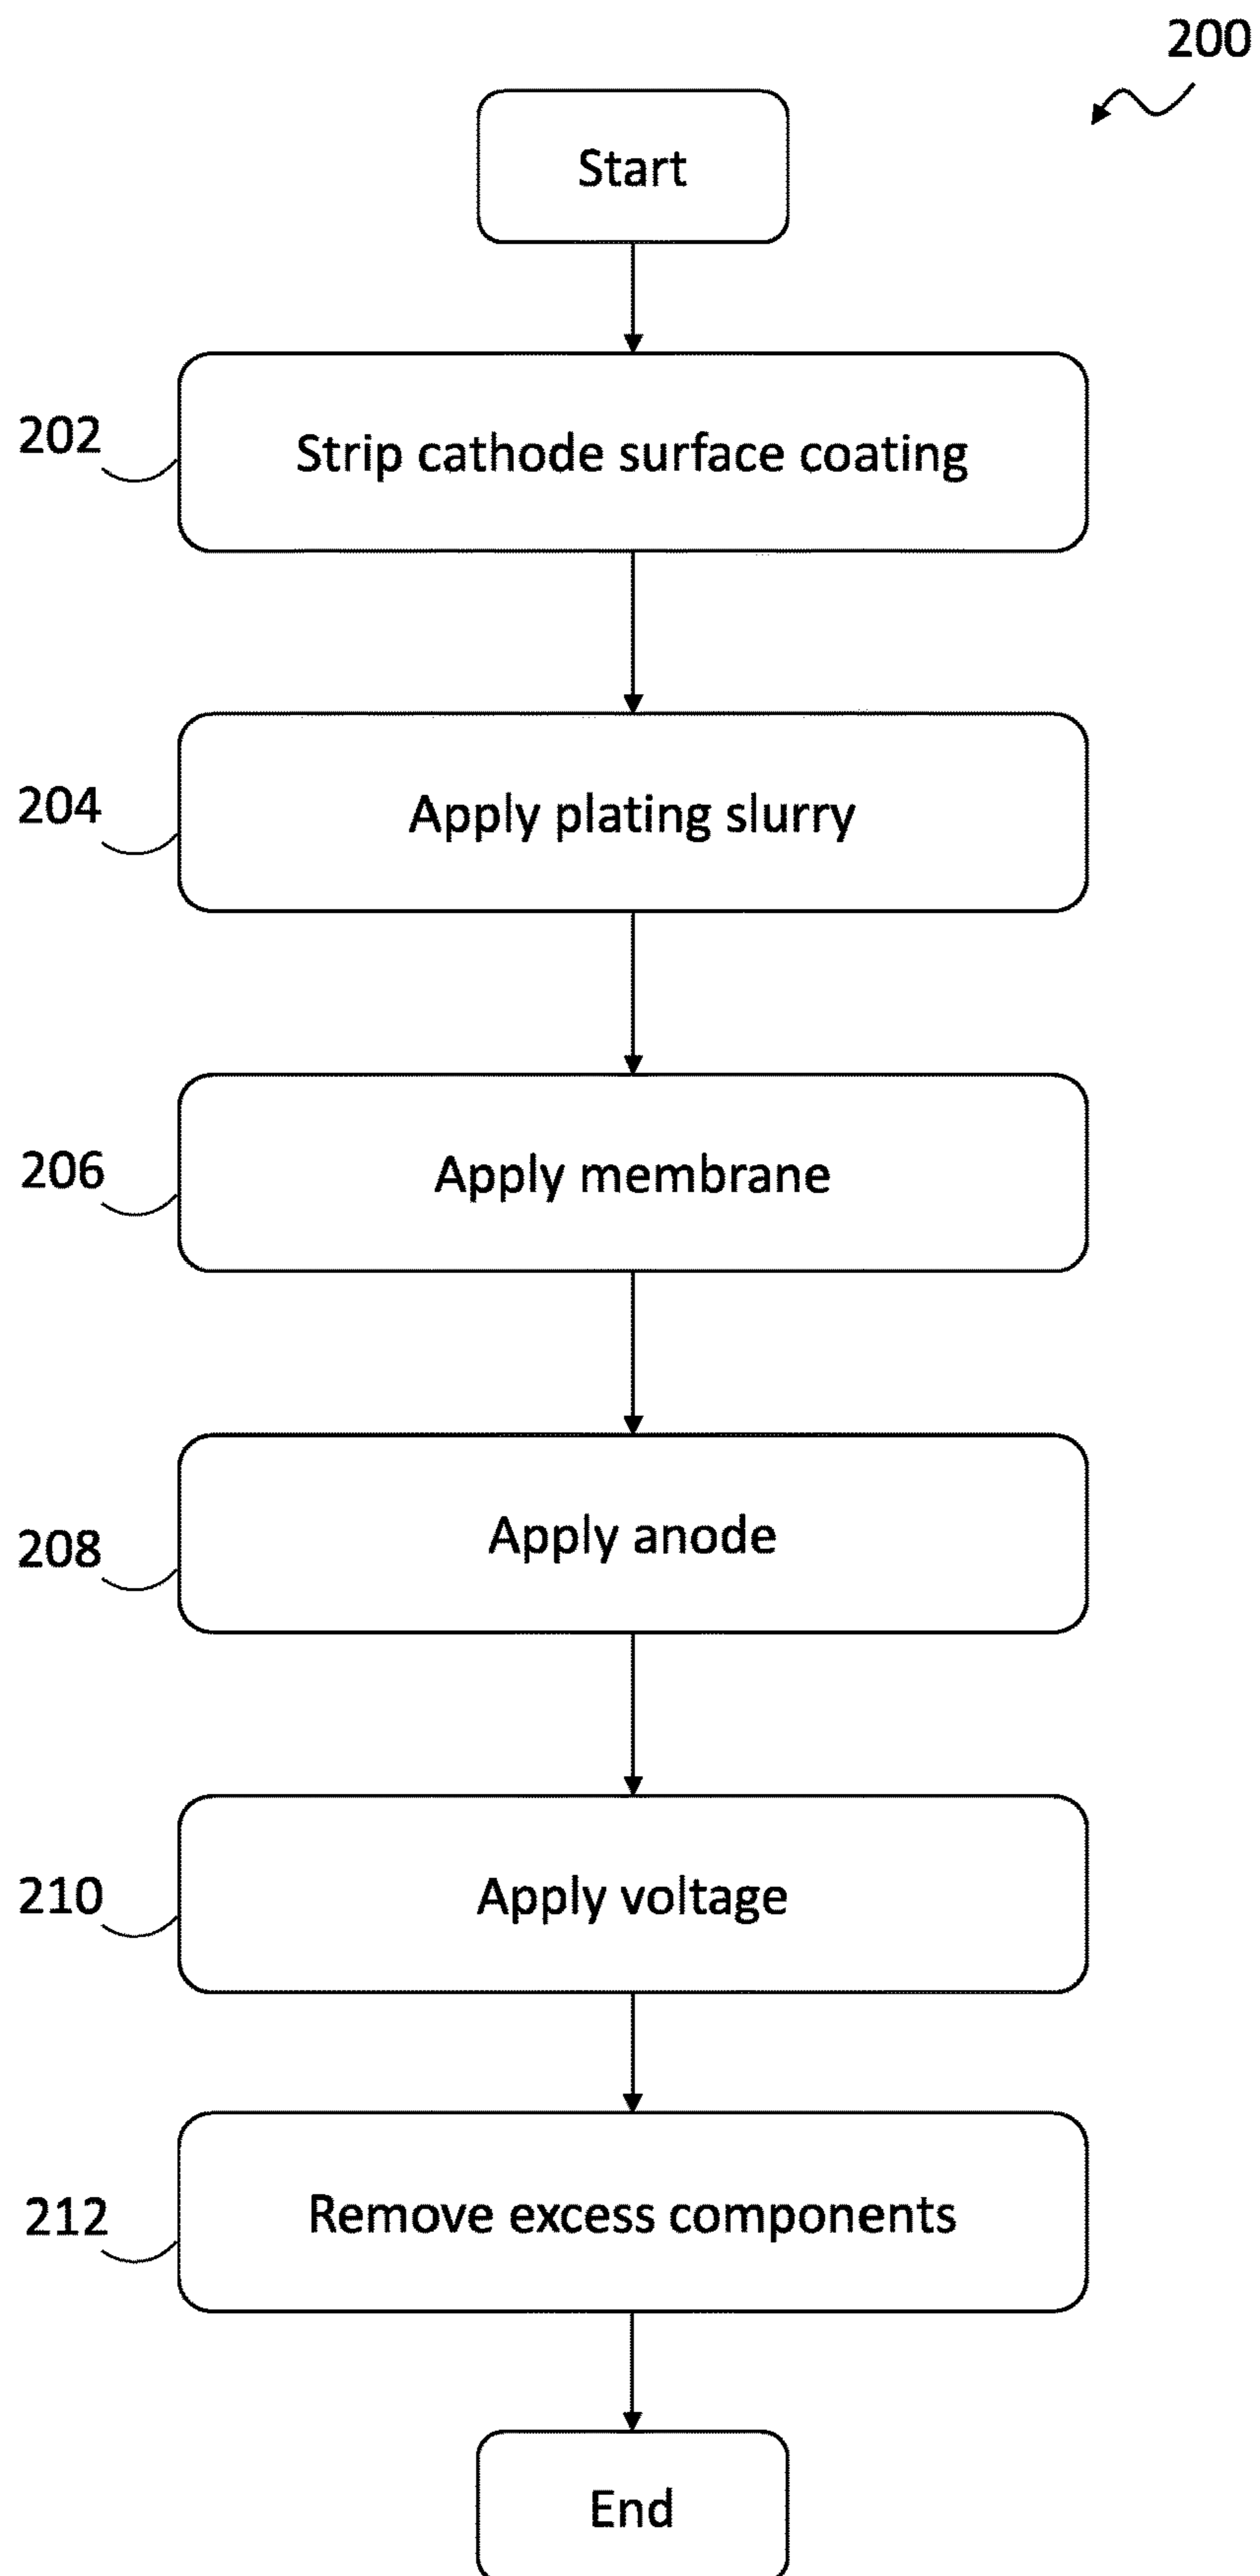 200
Start
202
Strip cathode surface coating
204
Apply plating slurry
206
Apply membrane
208
Apply anode
210
Apply voltage
212
Remove excess components
End